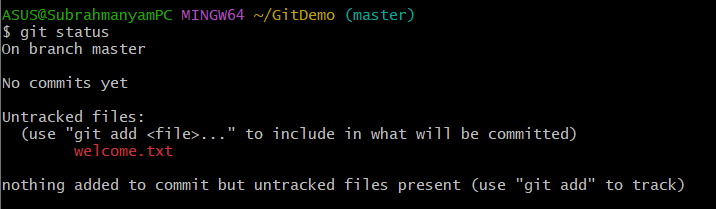 ASUS@SubrahmanyamPC MINGW64 ~/GitDemo (master)
$ git status
On branch master
No commits yet
Untracked files:
(use "git add <file>..." to include in what will be committed)
welcome.txt
nothing added to commit but untracked files present (use "git add" to track)